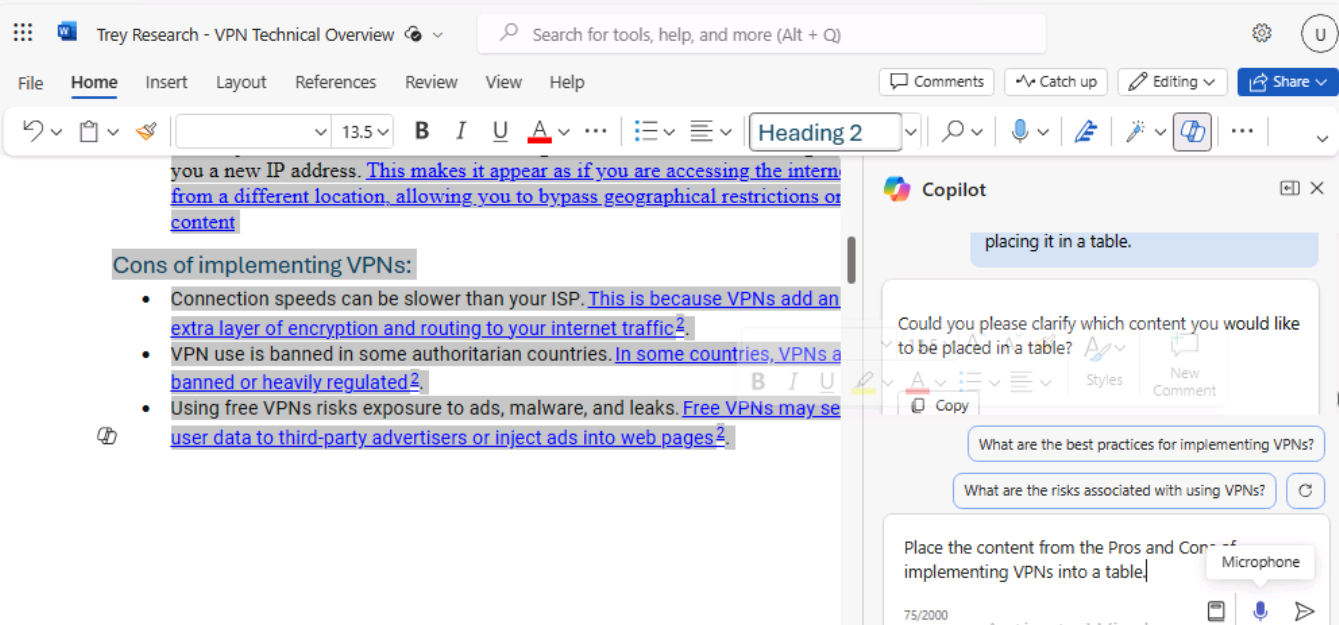 Trey Research - VPN Technical Overview
Search for tools, help, and more (Alt + Q)
U
File Home Insert Layout References Review View Help
Comments Catch up Editing Share
13.5 B I U A Heading 2
you a new IP address. This makes it appear as if you are accessing the
from a different location, allowing you to bypass geographical restrictions
content
Cons of implementing VPNs:
Connection speeds can be slower than your ISP. This is because VPNs add an
extra layer of encryption and routing to your internet traffic2.
VPN use is banned in some authoritarian countries. In some countries, VPNs
banned or heavily regulated2.
Using free VPNs risks exposure to ads, malware, and leaks. Free VPNs may
user data to third-party advertisers or inject ads into web pages2.
B I U A Styles New
Comment
Copilot
placing it in a table.
Could you please clarify which content you would like
to be placed in a table?
Copy
What are the best practices for implementing VPNs?
What are the risks associated with using VPNs?
Place the content from the Pros and Cons of
implementing VPNs into a table.
Microphone
75/2000